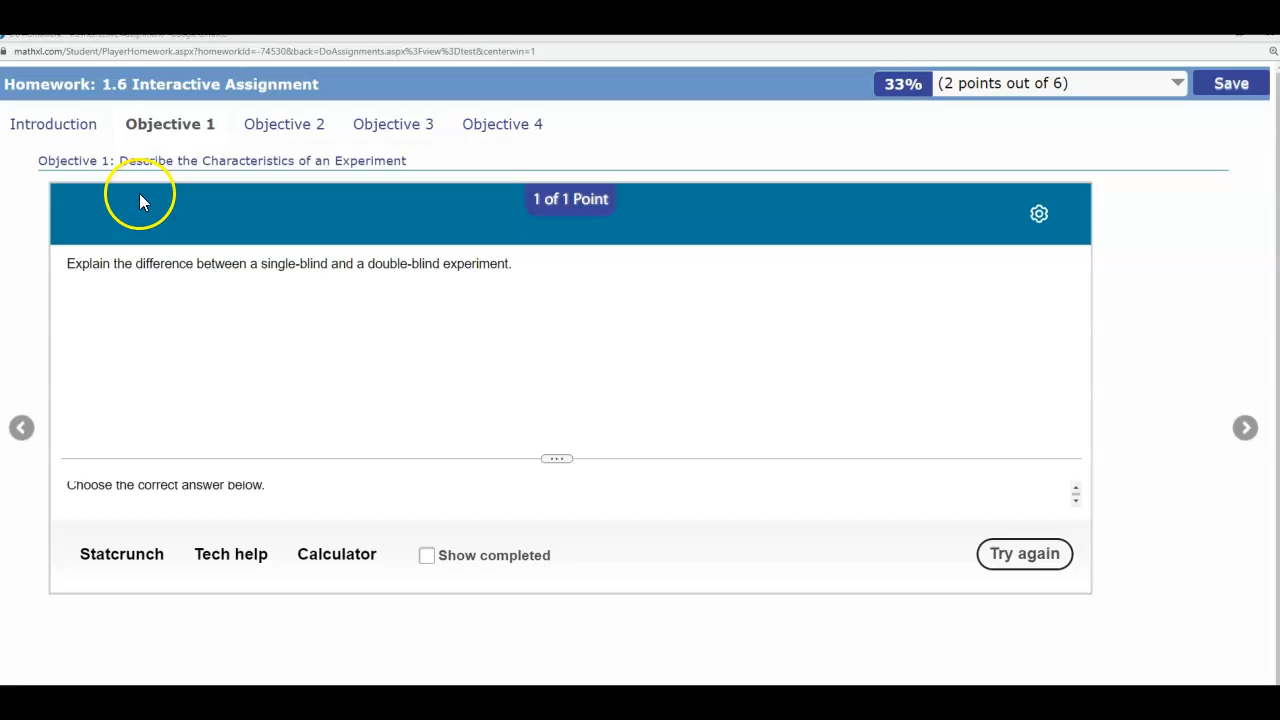 mathxl.com/Student/PlayerHomework.aspx?homeworkId=-74530&back=DoAssignments.aspx%3Fview%3Dtest&centerwin=1
Homework: 1.6 Interactive Assignment
33% (2 points out of 6)
Save
Introduction Objective 1 Objective 2 Objective 3 Objective 4
Objective 1: Describe the Characteristics of an Experiment
1 of 1 Point
Explain the difference between a single-blind and a double-blind experiment.
Choose the correct answer below.
Statcrunch Tech help Calculator Show completed Try again